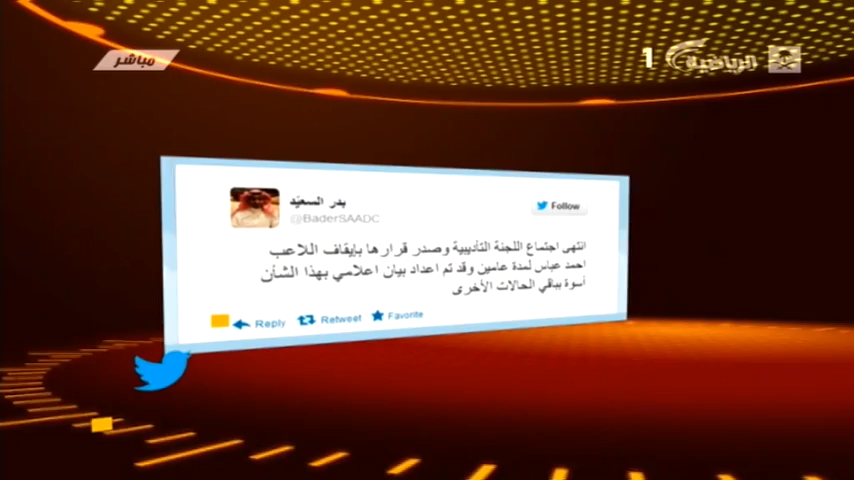 مباشر
الرياضية 1
بدر السعيّد
@BaderSAADC
Follow
انتهى اجتماع اللجنة التأديبية وصدر قرارها بإيقاف اللاعب
احمد عباس لمدة عامين وقد تم اعداد بيان اعلامي بهذا الشأن
أسوة بباقي الحالات الأخرى
Reply Retweet Favorite